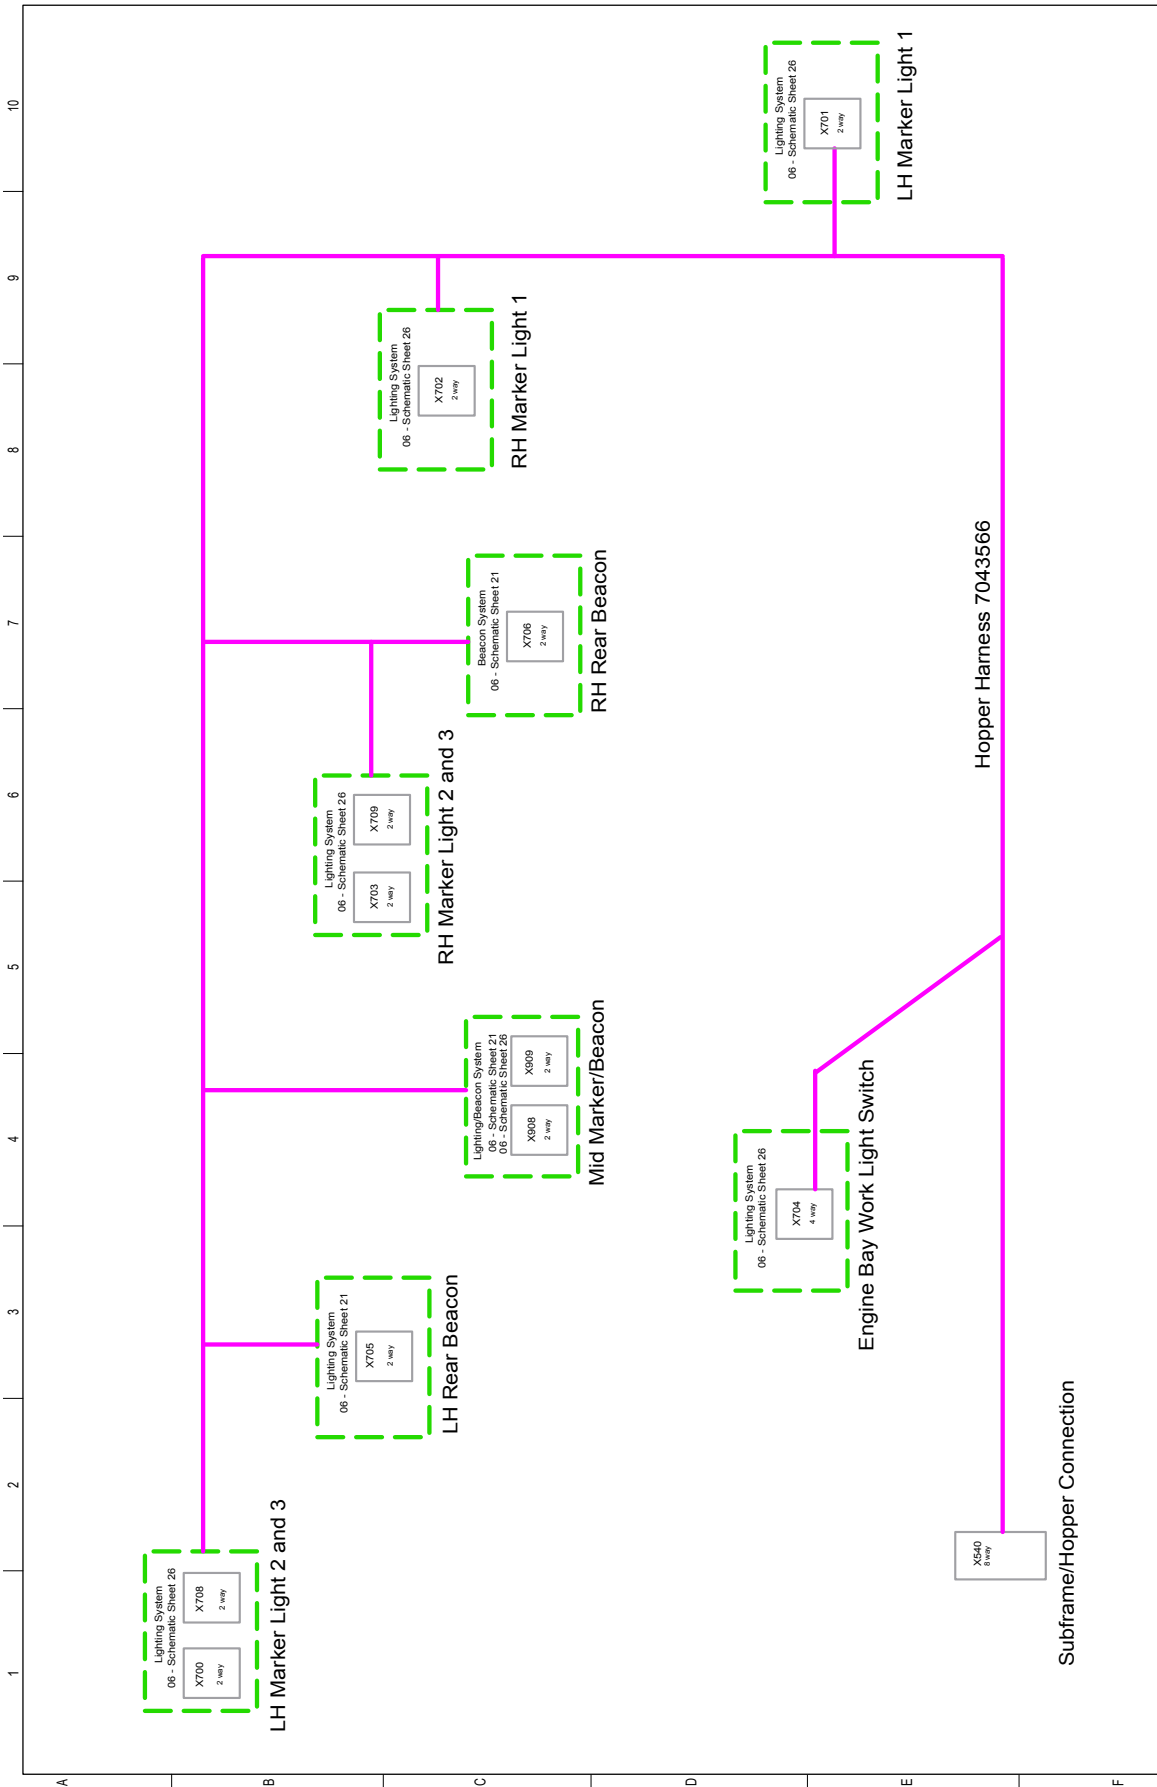 1
2
3
4
5
6
7
8
9
10
A
B
C
D
E
F
Lighting System
06 - Schematic Sheet 26
X700
2 way
X708
2 way
LH Marker Light 2 and 3
Lighting System
06 - Schematic Sheet 21
X705
2 way
LH Rear Beacon
Lighting/Beacon System
06 - Schematic Sheet 21
06 - Schematic Sheet 26
X908
2 way
X909
2 way
Mid Marker/Beacon
Lighting System
06 - Schematic Sheet 26
X703
2 way
X709
2 way
RH Marker Light 2 and 3
Beacon System
06 - Schematic Sheet 21
X706
2 way
RH Rear Beacon
Lighting System
06 - Schematic Sheet 26
X702
2 way
RH Marker Light 1
Lighting System
06 - Schematic Sheet 26
X701
2 way
LH Marker Light 1
Lighting System
06 - Schematic Sheet 26
X704
4 way
Engine Bay Work Light Switch
Hopper Harness 7043566
X540
8 way
Subframe/Hopper Connection